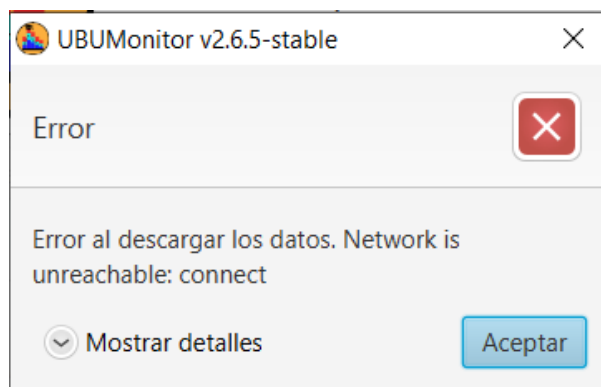 UBUMonitor v2.6.5-stable
Error
Error al descargar los datos. Network is
unreachable: connect
Mostrar detalles
Aceptar